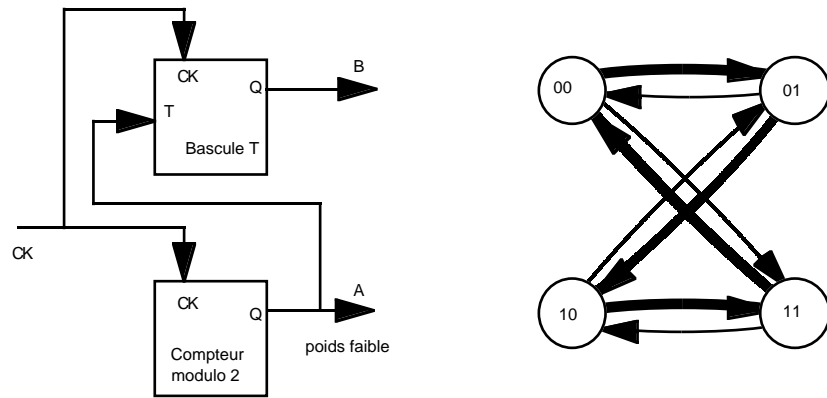 CK
Q
B
T
Bascule T
CK
CK
Q
A
Compteur
modulo 2
poids faible
00
01
10
11